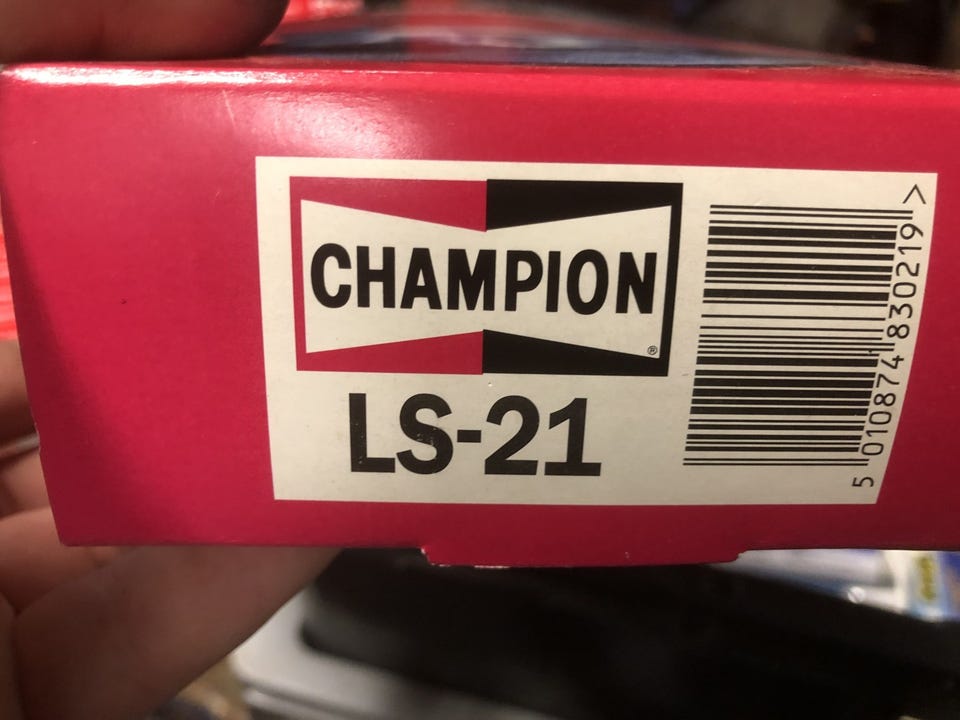 CHAMPION
®
LS-21
5 010874 830219 >